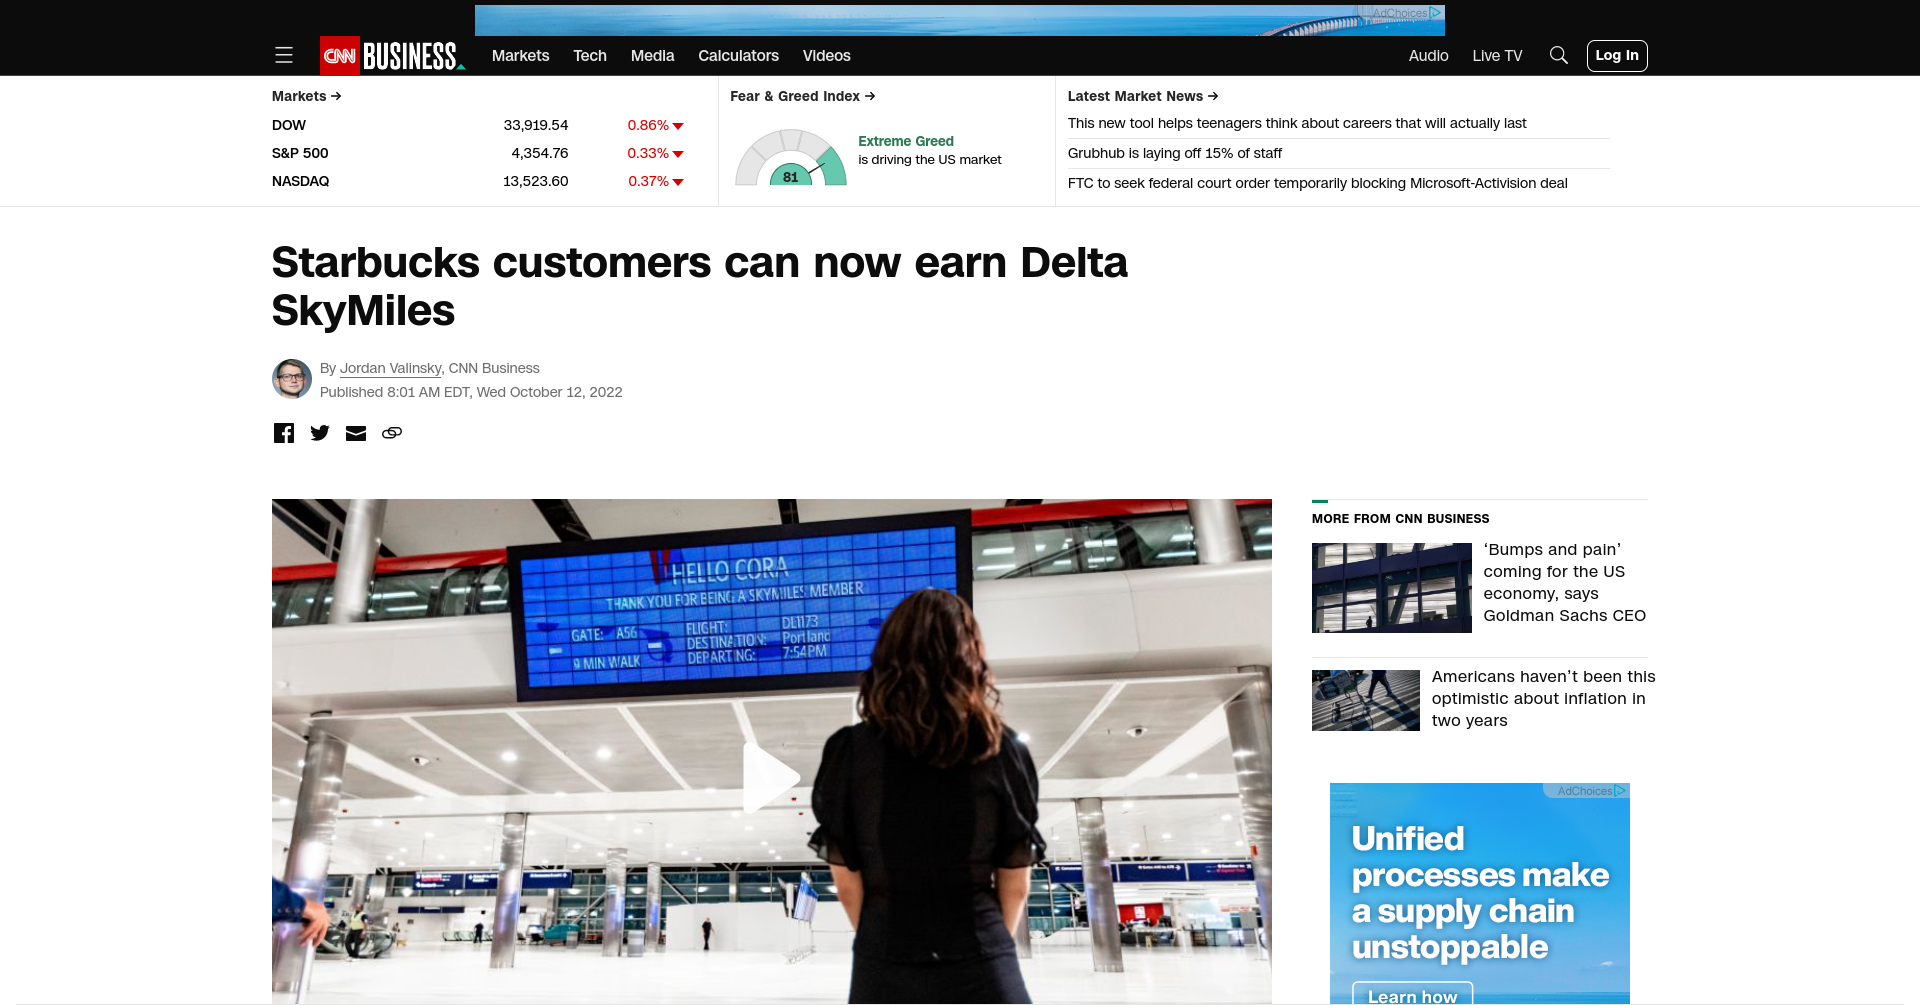 AdChoices
CNN BUSINESS
Markets
Tech
Media
Calculators
Videos
Audio
Live TV
Log In
Markets →
DOW 33,919.54 0.86%
S&P 500 4,354.76 0.33%
NASDAQ 13,523.60 0.37%
Fear & Greed Index →
81
Extreme Greed
is driving the US market
Latest Market News →
This new tool helps teenagers think about careers that will actually last
Grubhub is laying off 15% of staff
FTC to seek federal court order temporarily blocking Microsoft-Activision deal
Starbucks customers can now earn Delta
SkyMiles
By Jordan Valinsky, CNN Business
Published 8:01 AM EDT, Wed October 12, 2022
HELLO CORA
THANK YOU FOR BEING A SKYMILES MEMBER
GATE: A56
9 MIN WALK
FLIGHT: DL1173
DESTINATION: Portland
DEPARTING: 7:54PM
MORE FROM CNN BUSINESS
‘Bumps and pain’
coming for the US
economy, says
Goldman Sachs CEO
Americans haven’t been this
optimistic about inflation in
two years
AdChoices
Unified
processes make
a supply chain
unstoppable
Learn how